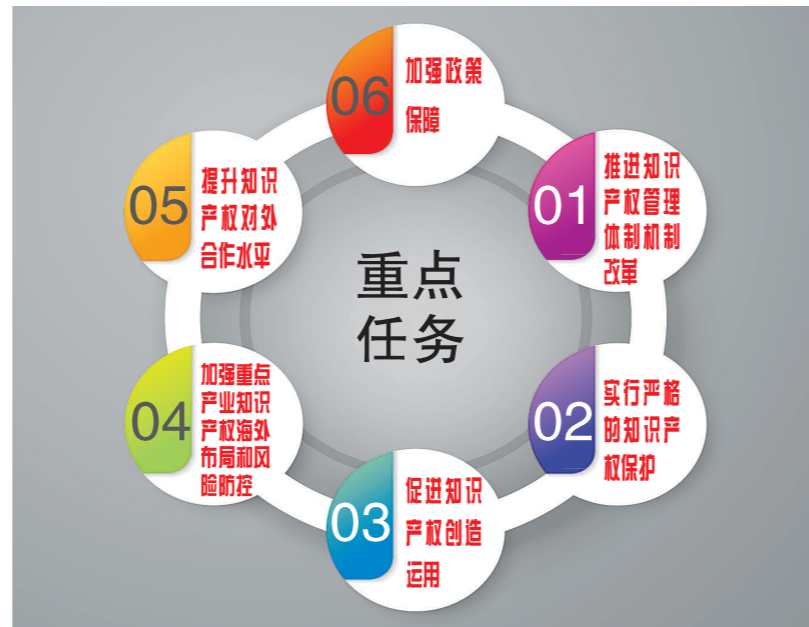 重点
任务
01
推进知识
产权管理
体制机制
改革
02
实行严格
的知识产
权保护
03
促进知识
产权创造
运用
04
加强重点
产业知识
产权海外
布局和风
险防控
05
提升知识
产权对外
合作水平
06
加强政策
保障